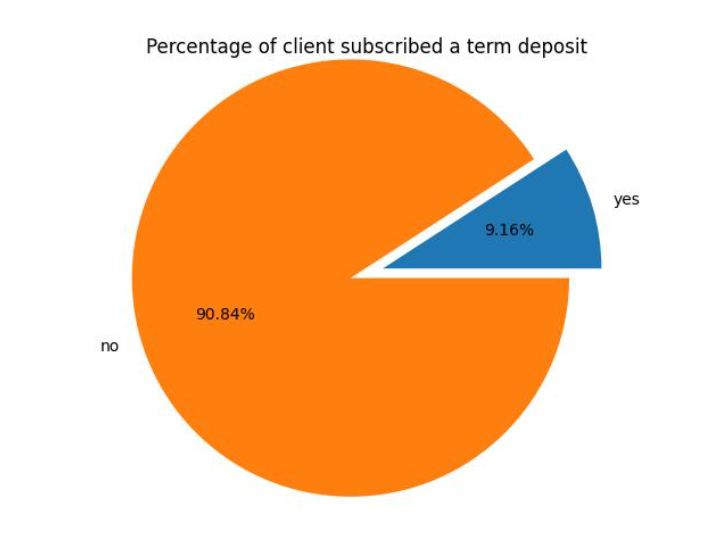 Percentage of client subscribed a term deposit
yes
9.16%
90.84%
no